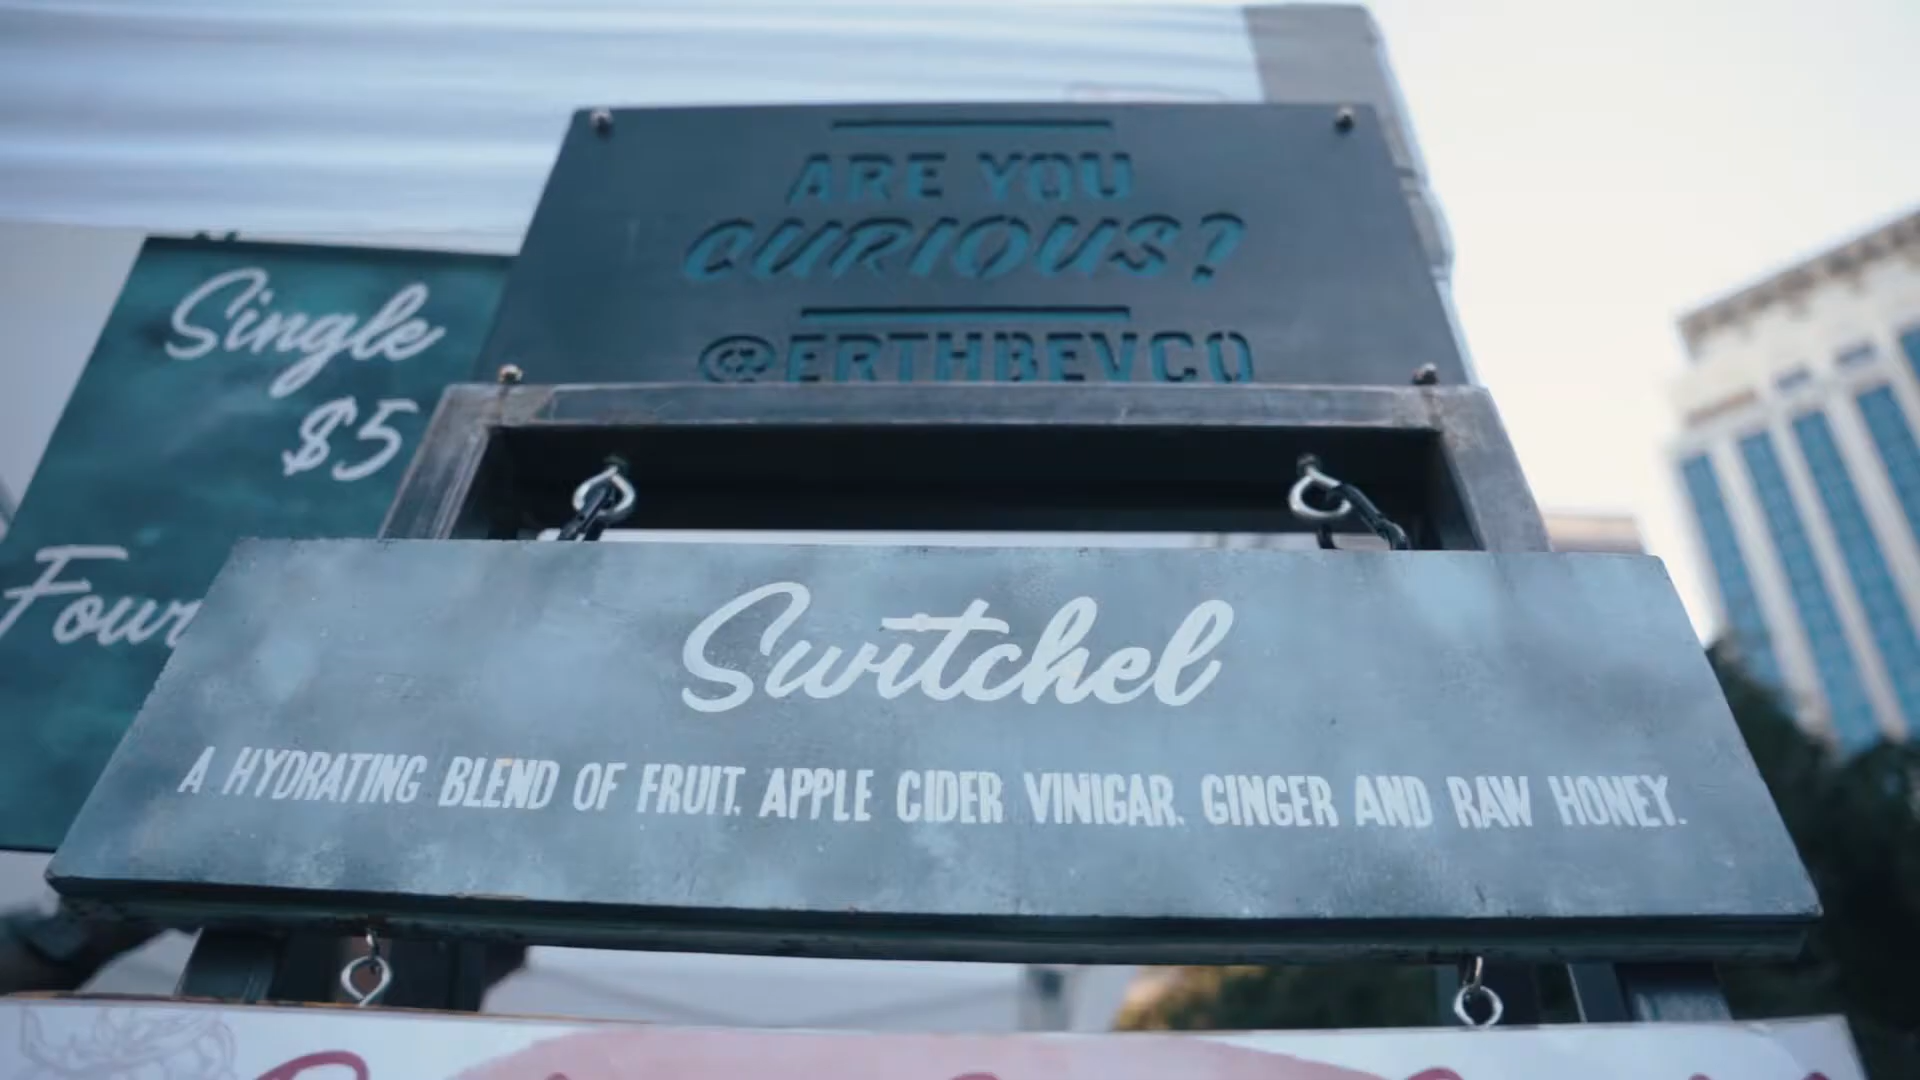 ARE YOU
CURIOUS?
@ERTHBEVCO
Single
$5
Four
Switchel
A HYDRATING BLEND OF FRUIT, APPLE CIDER VINIGAR, GINGER AND RAW HONEY.